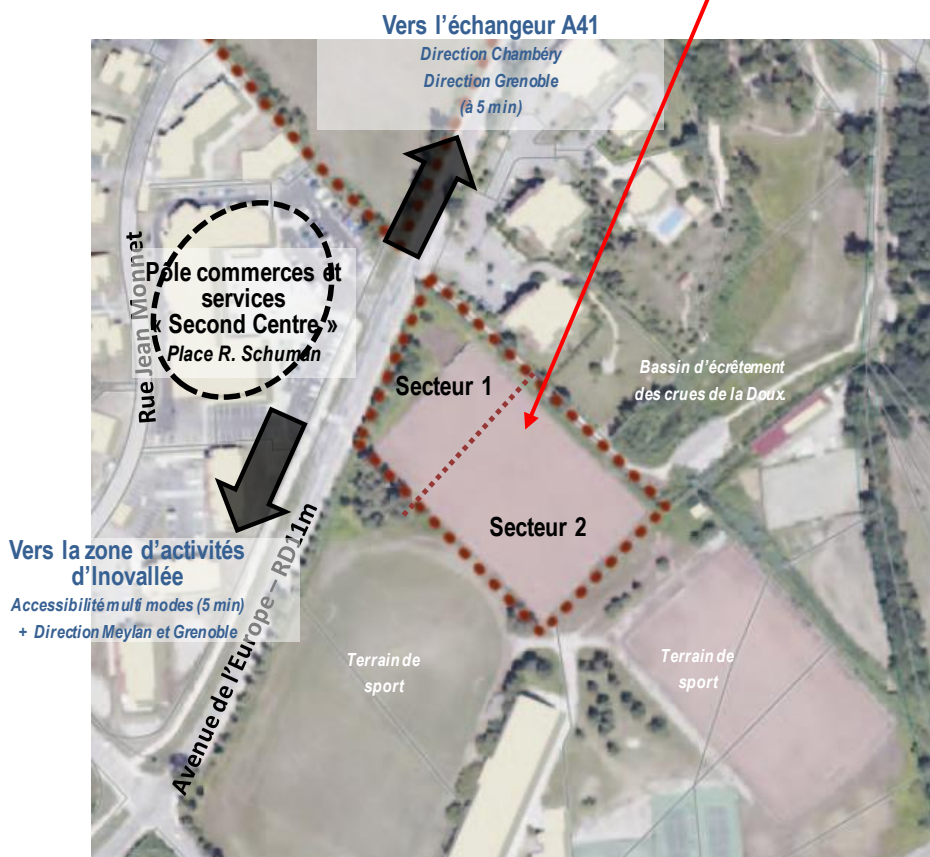 Vers l’échangeur A41
Direction Chambéry
Direction Grenoble
(à 5 min)
Rue Jean Monnet
Pôle commerces et
services
« Second Centre »
Place R. Schuman
Secteur 1
Bassin d’écrêtement
des crues de la Doux.
Secteur 2
Vers la zone d’activités
d’Inovallée
Accessibilité multi modes (5 min)
+ Direction Meylan et Grenoble
Avenue de l’Europe – RD11m
Terrain de
sport
Terrain de
sport